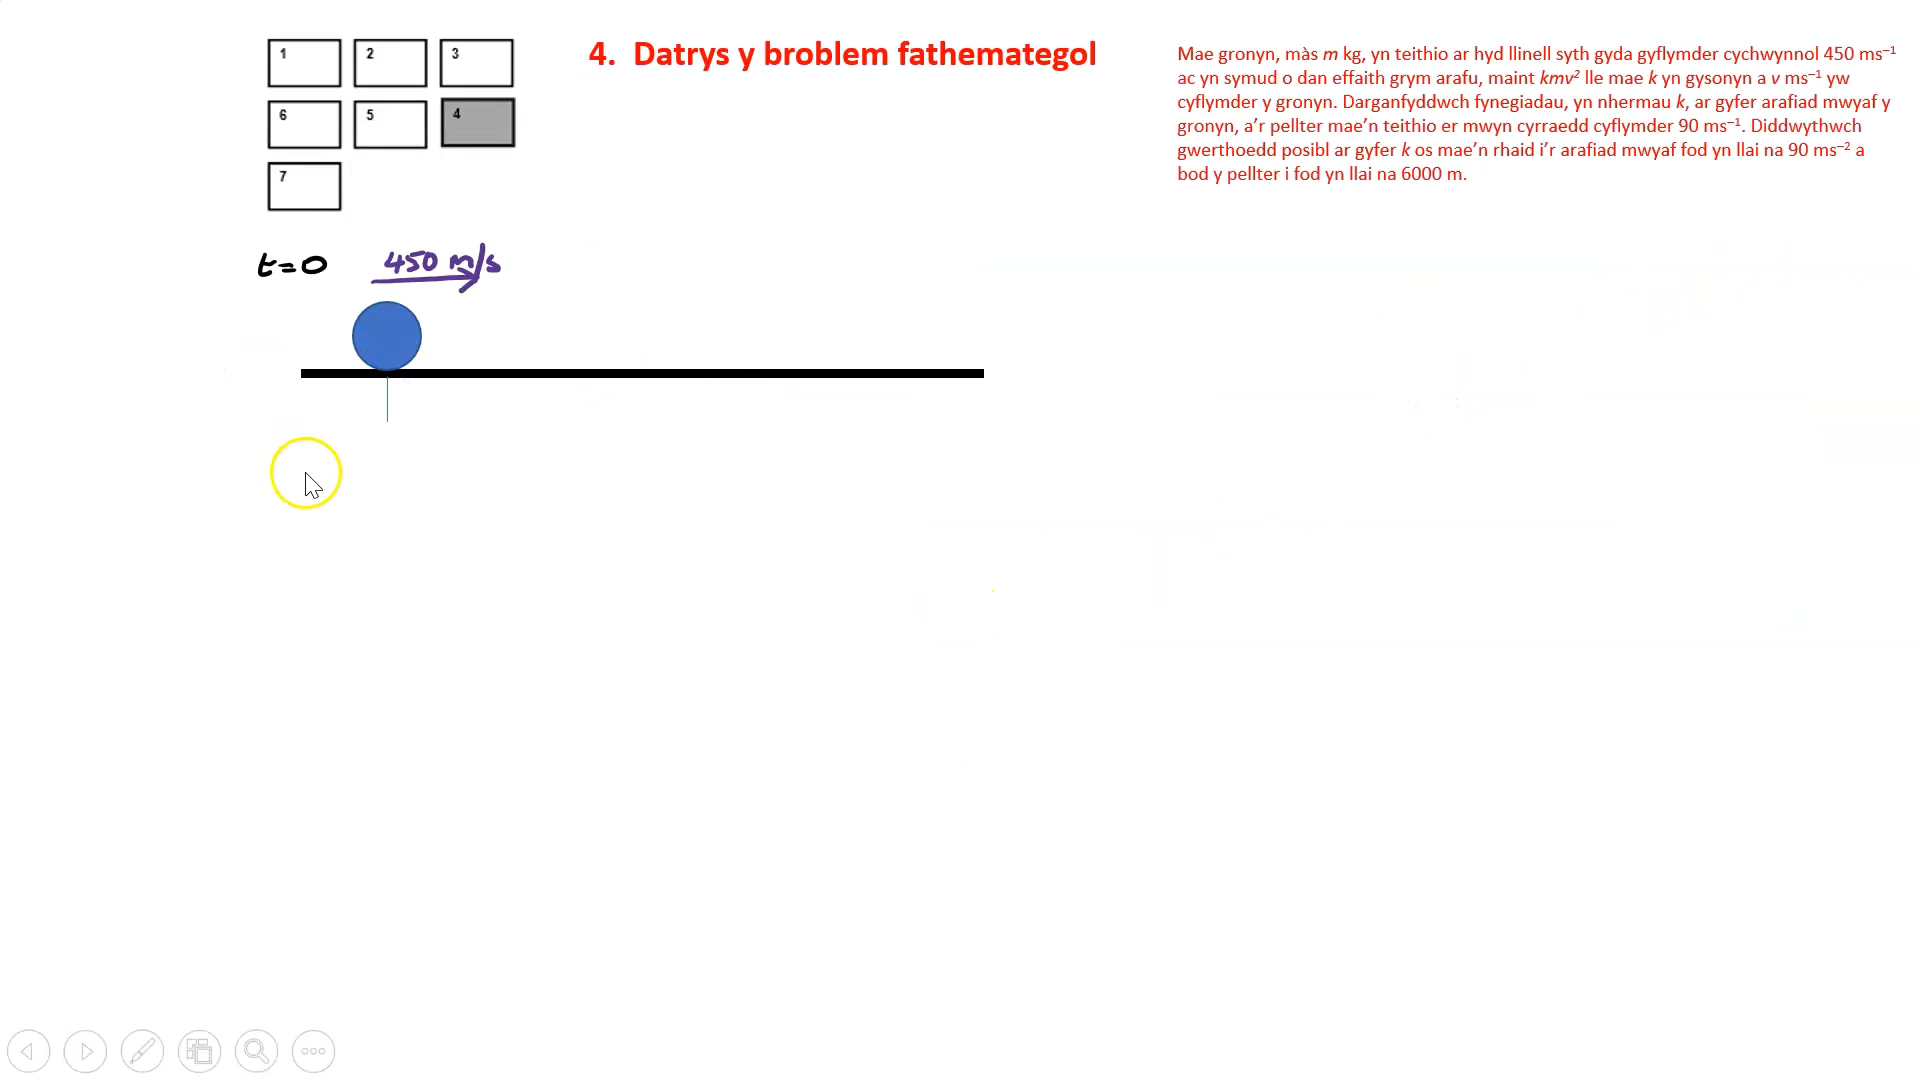 1 2 3
6 5 4
7
4. Datrys y broblem fathemategol
Mae gronyn, màs m kg, yn teithio ar hyd llinell syth gyda gyflymder cychwynnol 450 ms⁻¹
ac yn symud o dan effaith grym arafu, maint kmv² lle mae k yn gysonyn a v ms⁻¹ yw
cyflymder y gronyn. Darganfyddwch fynegiadau, yn nhermau k, ar gyfer arafiad mwyaf y
gronyn, a’r pellter mae’n teithio er mwyn cyrraedd cyflymder 90 ms⁻¹. Diddwythwch
gwerthoedd posibl ar gyfer k os mae’n rhaid i’r arafiad mwyaf fod yn llai na 90 ms⁻² a
bod y pellter i fod yn llai na 6000 m.
t=0 450 m/s